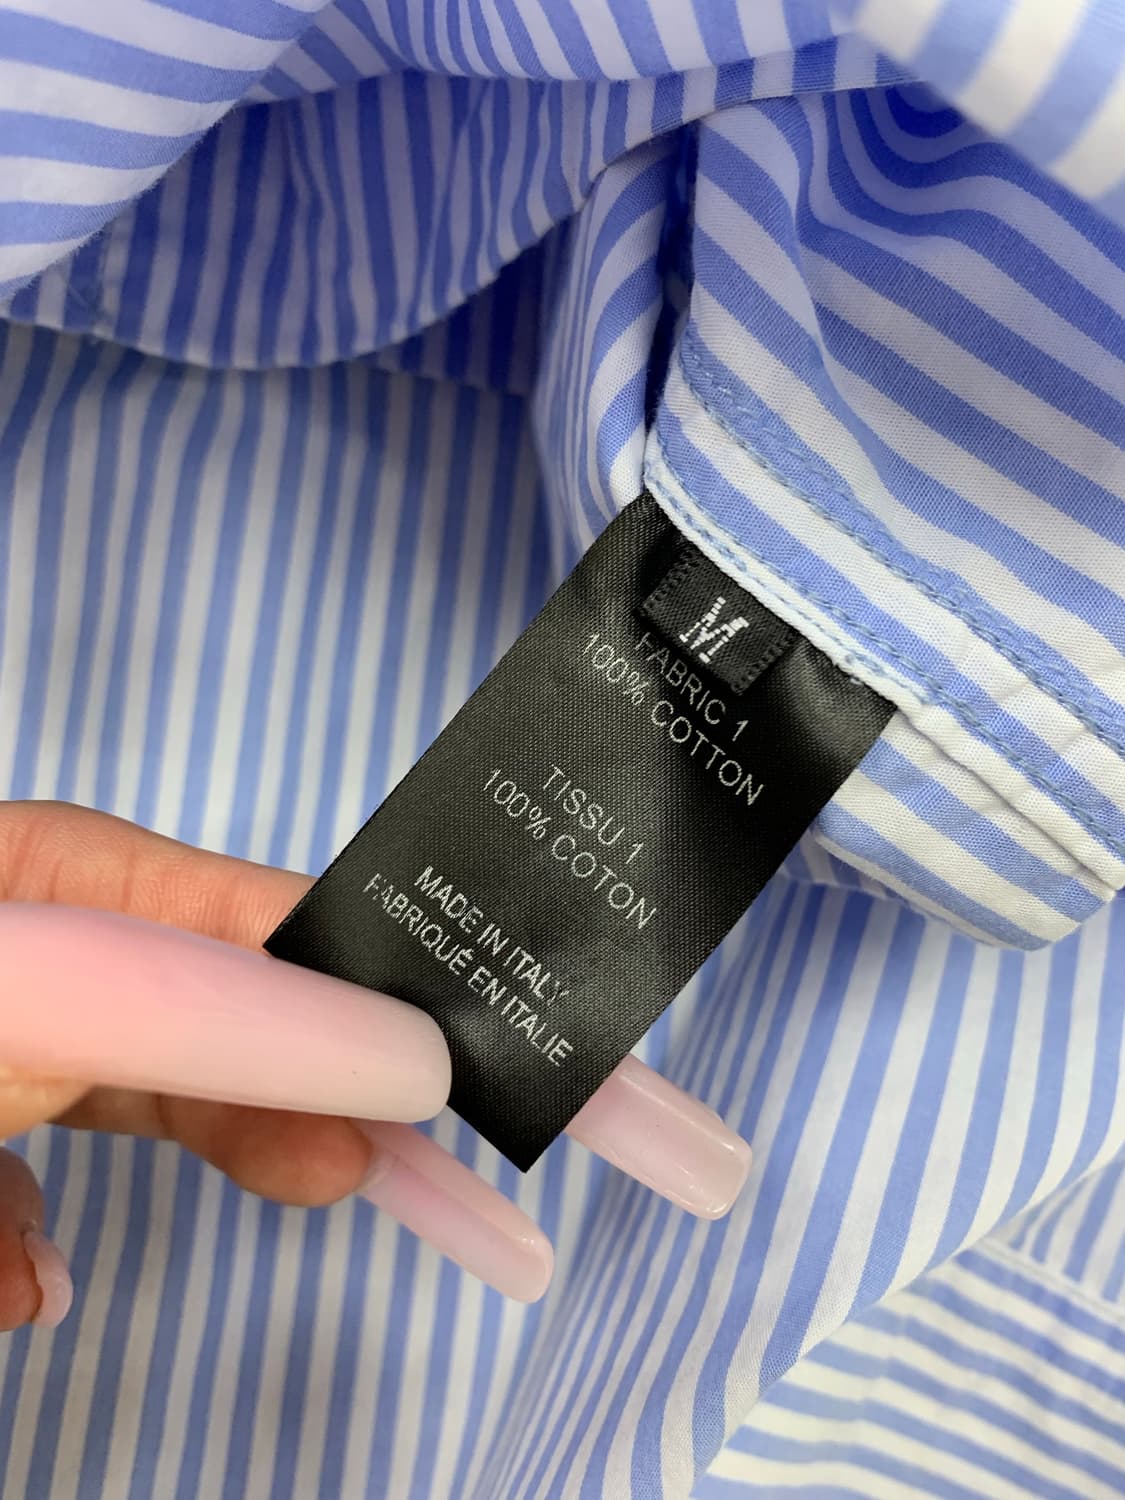 M
FABRIC 1
100% COTTON
TISSU 1
100% COTON
MADE IN ITALY
FABRIQUÉ EN ITALIE